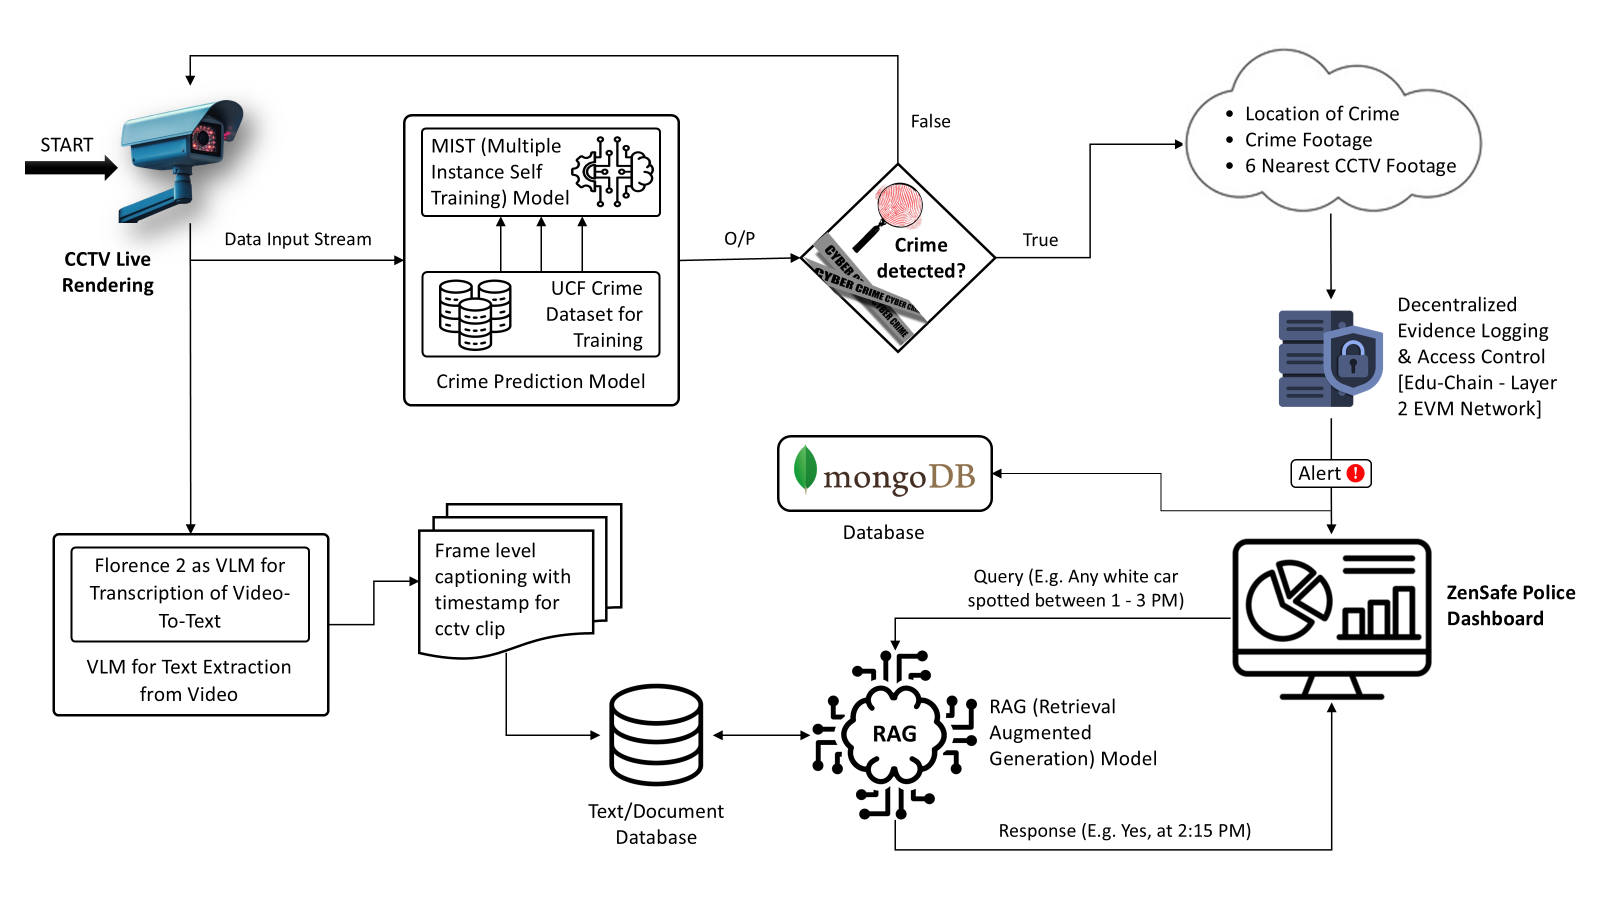 START
CCTV Live
Rendering
Data Input Stream
MIST (Multiple
Instance Self
Training) Model
UCF Crime
Dataset for
Training
Crime Prediction Model
O/P
False
Crime
detected?
CYBER CRIME CYBER
CYBER CRIME
True
• Location of Crime
• Crime Footage
• 6 Nearest CCTV Footage
Decentralized
Evidence Logging
& Access Control
[Edu-Chain - Layer
2 EVM Network]
Alert
mongoDB
Database
ZenSafe Police
Dashboard
Query (E.g. Any white car
spotted between 1 - 3 PM)
Florence 2 as VLM for
Transcription of Video-
To-Text
VLM for Text Extraction
from Video
Frame level
captioning with
timestamp for
cctv clip
Text/Document
Database
RAG
RAG (Retrieval
Augmented
Generation) Model
Response (E.g. Yes, at 2:15 PM)